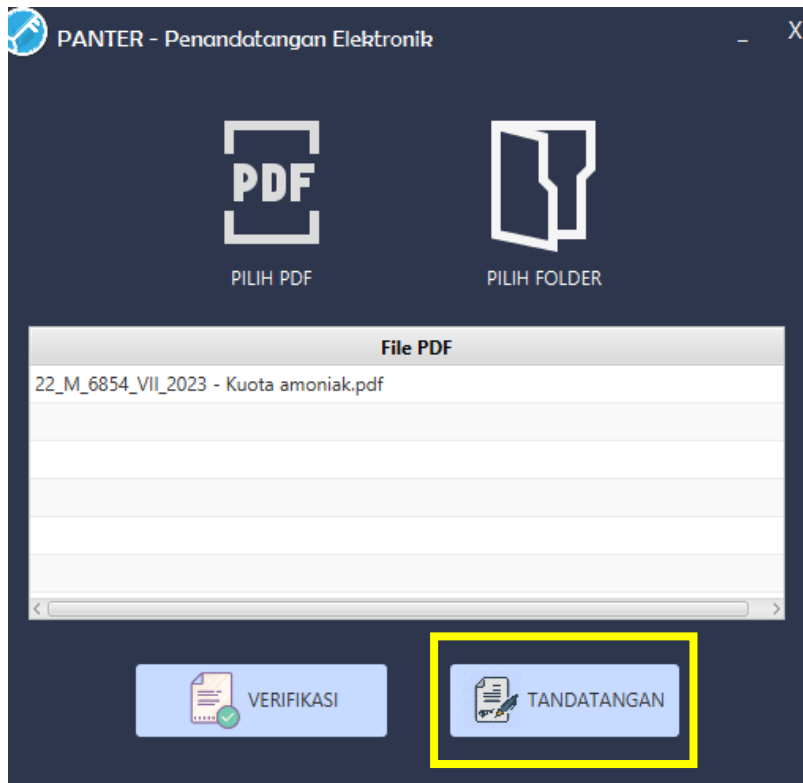 PANTER - Penandatangan Elektronik _ X
PDF
PILIH PDF PILIH FOLDER
File PDF
22_M_6854_VII_2023 - Kuota amoniak.pdf
VERIFIKASI TANDATANGAN